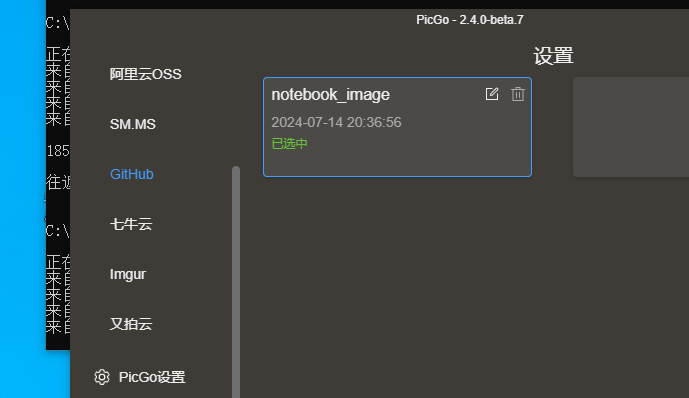 PicGo - 2.4.0-beta.7
设置
C:\
正在
来自
来自
来自
来自
185
往返
C:\
正在
来自
来自
来自
来自
阿里云OSS
SM.MS
GitHub
七牛云
Imgur
又拍云
PicGo设置
notebook_image
2024-07-14 20:36:56
已选中